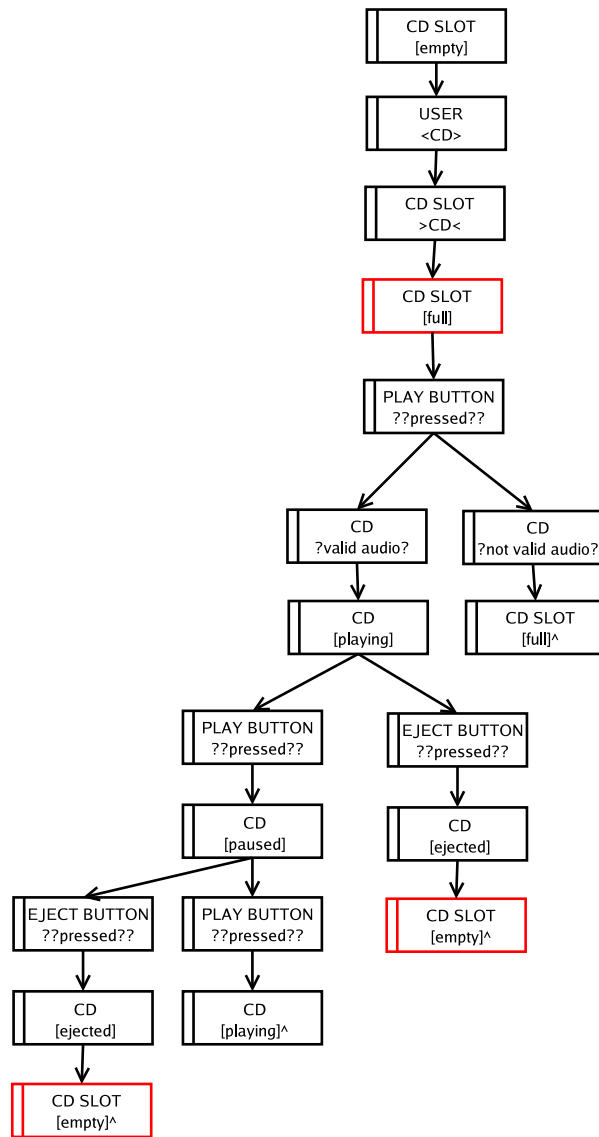 CD SLOT
[empty]
USER
<CD>
CD SLOT
>CD<
CD SLOT
[full]
PLAY BUTTON
??pressed??
CD
?valid audio?
CD
?not valid audio?
CD
[playing]
CD SLOT
[full]^
PLAY BUTTON
??pressed??
EJECT BUTTON
??pressed??
CD
[paused]
CD
[ejected]
EJECT BUTTON
??pressed??
PLAY BUTTON
??pressed??
CD SLOT
[empty]^
CD
[ejected]
CD
[playing]^
CD SLOT
[empty]^